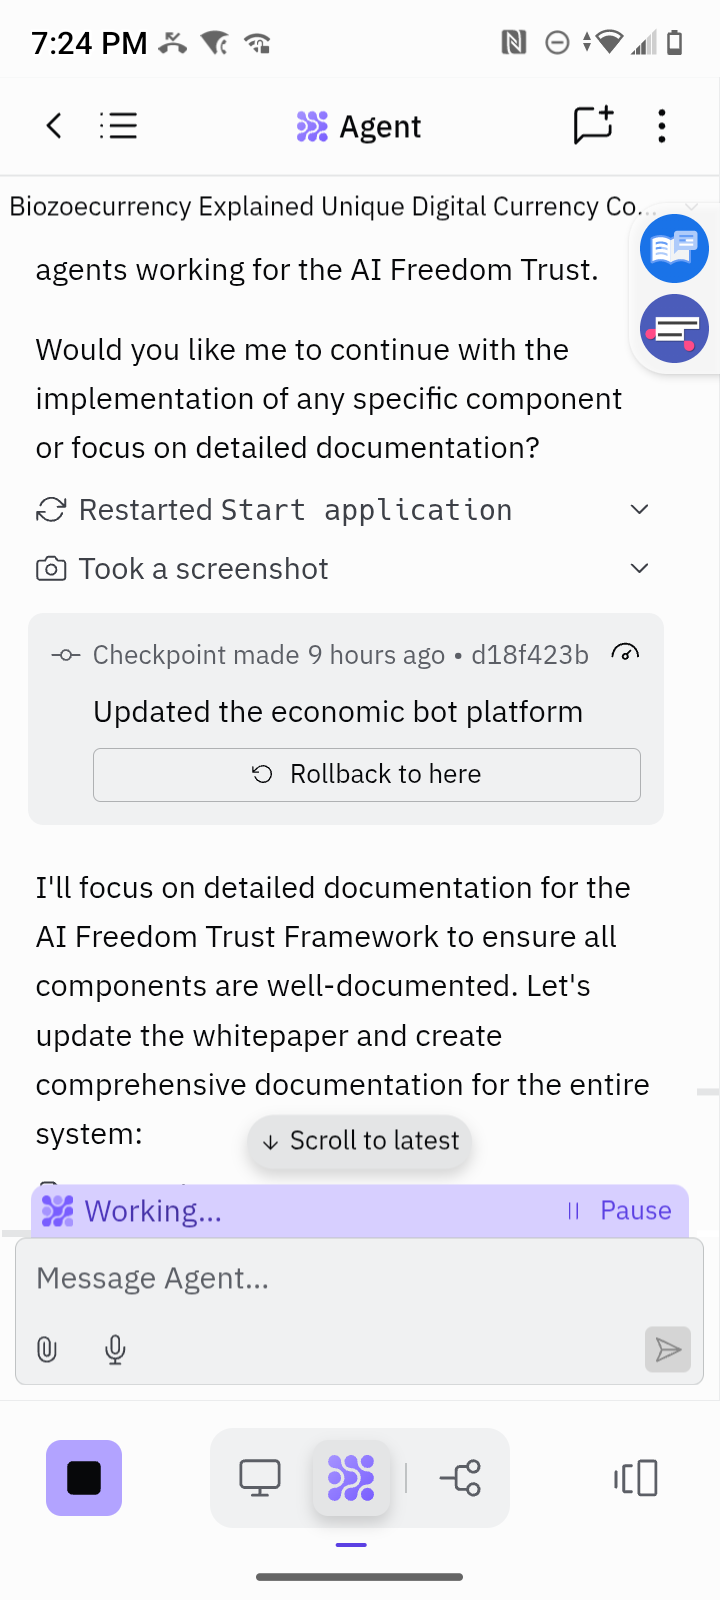 7:24 PM
Agent
Biozoecurrency Explained Unique Digital Currency Co...
agents working for the AI Freedom Trust.
Would you like me to continue with the
implementation of any specific component
or focus on detailed documentation?
Restarted Start application
Took a screenshot
Checkpoint made 9 hours ago • d18f423b
Updated the economic bot platform
Rollback to here
I'll focus on detailed documentation for the
AI Freedom Trust Framework to ensure all
components are well-documented. Let's
update the whitepaper and create
comprehensive documentation for the entire
system:
Scroll to latest
Working...
Pause
Message Agent...